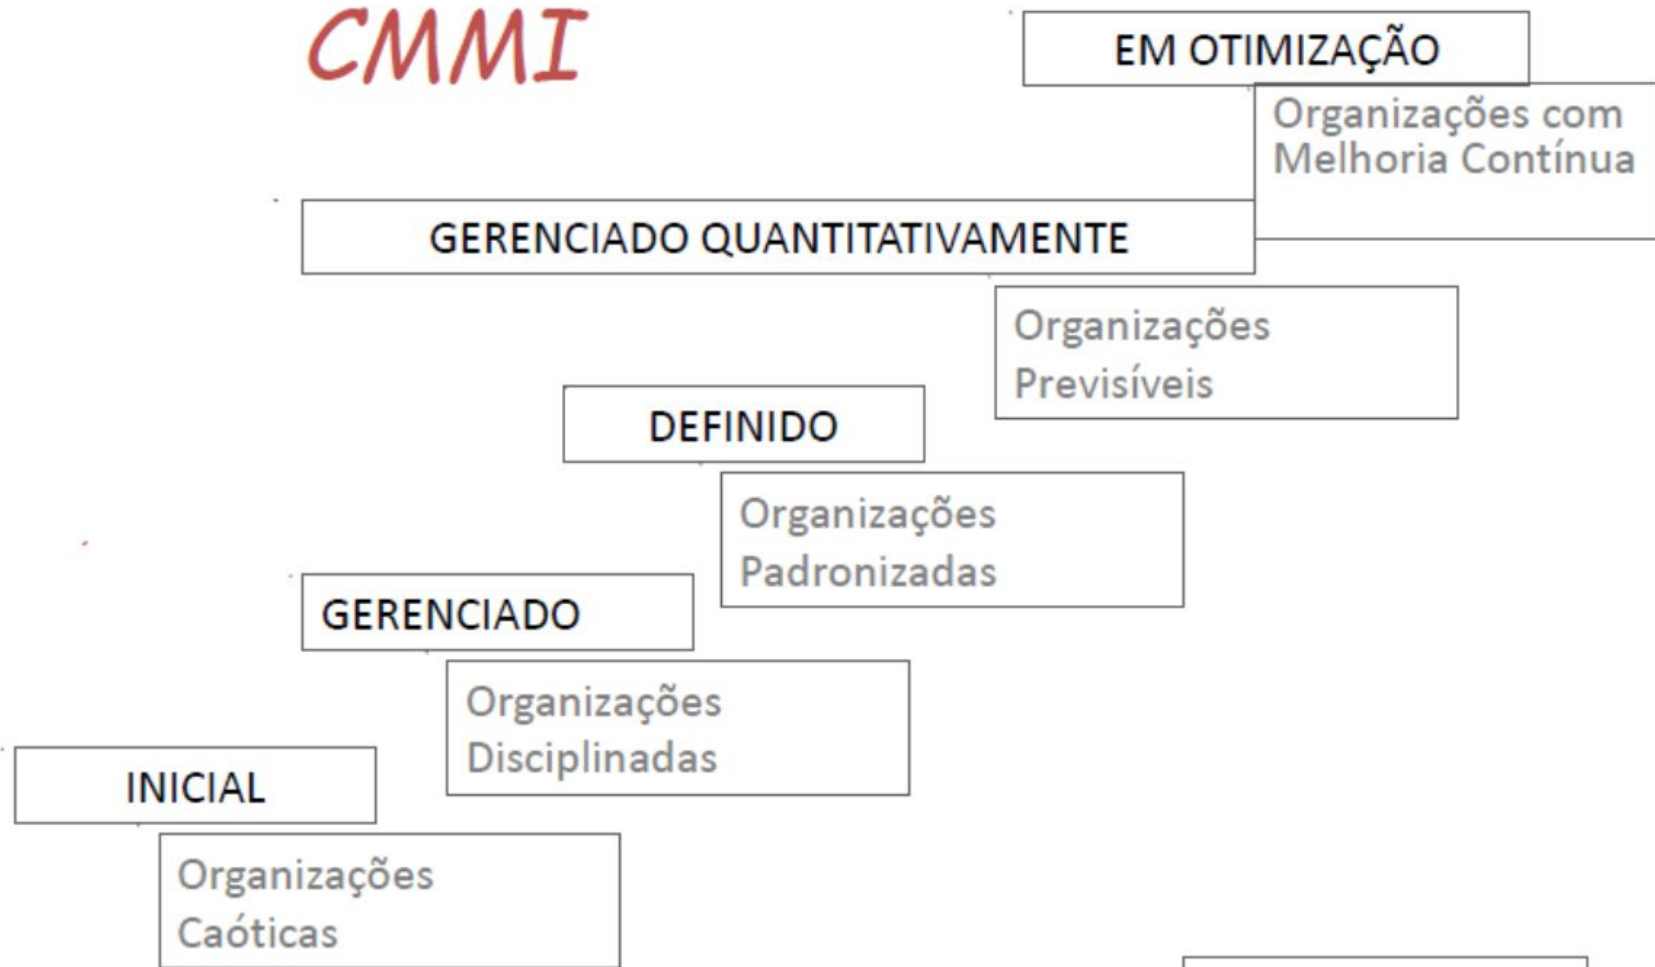 CMMI
EM OTIMIZAÇÃO
Organizações com
Melhoria Contínua
GERENCIADO QUANTITATIVAMENTE
Organizações
Previsíveis
DEFINIDO
Organizações
Padronizadas
GERENCIADO
Organizações
Disciplinadas
INICIAL
Organizações
Caóticas